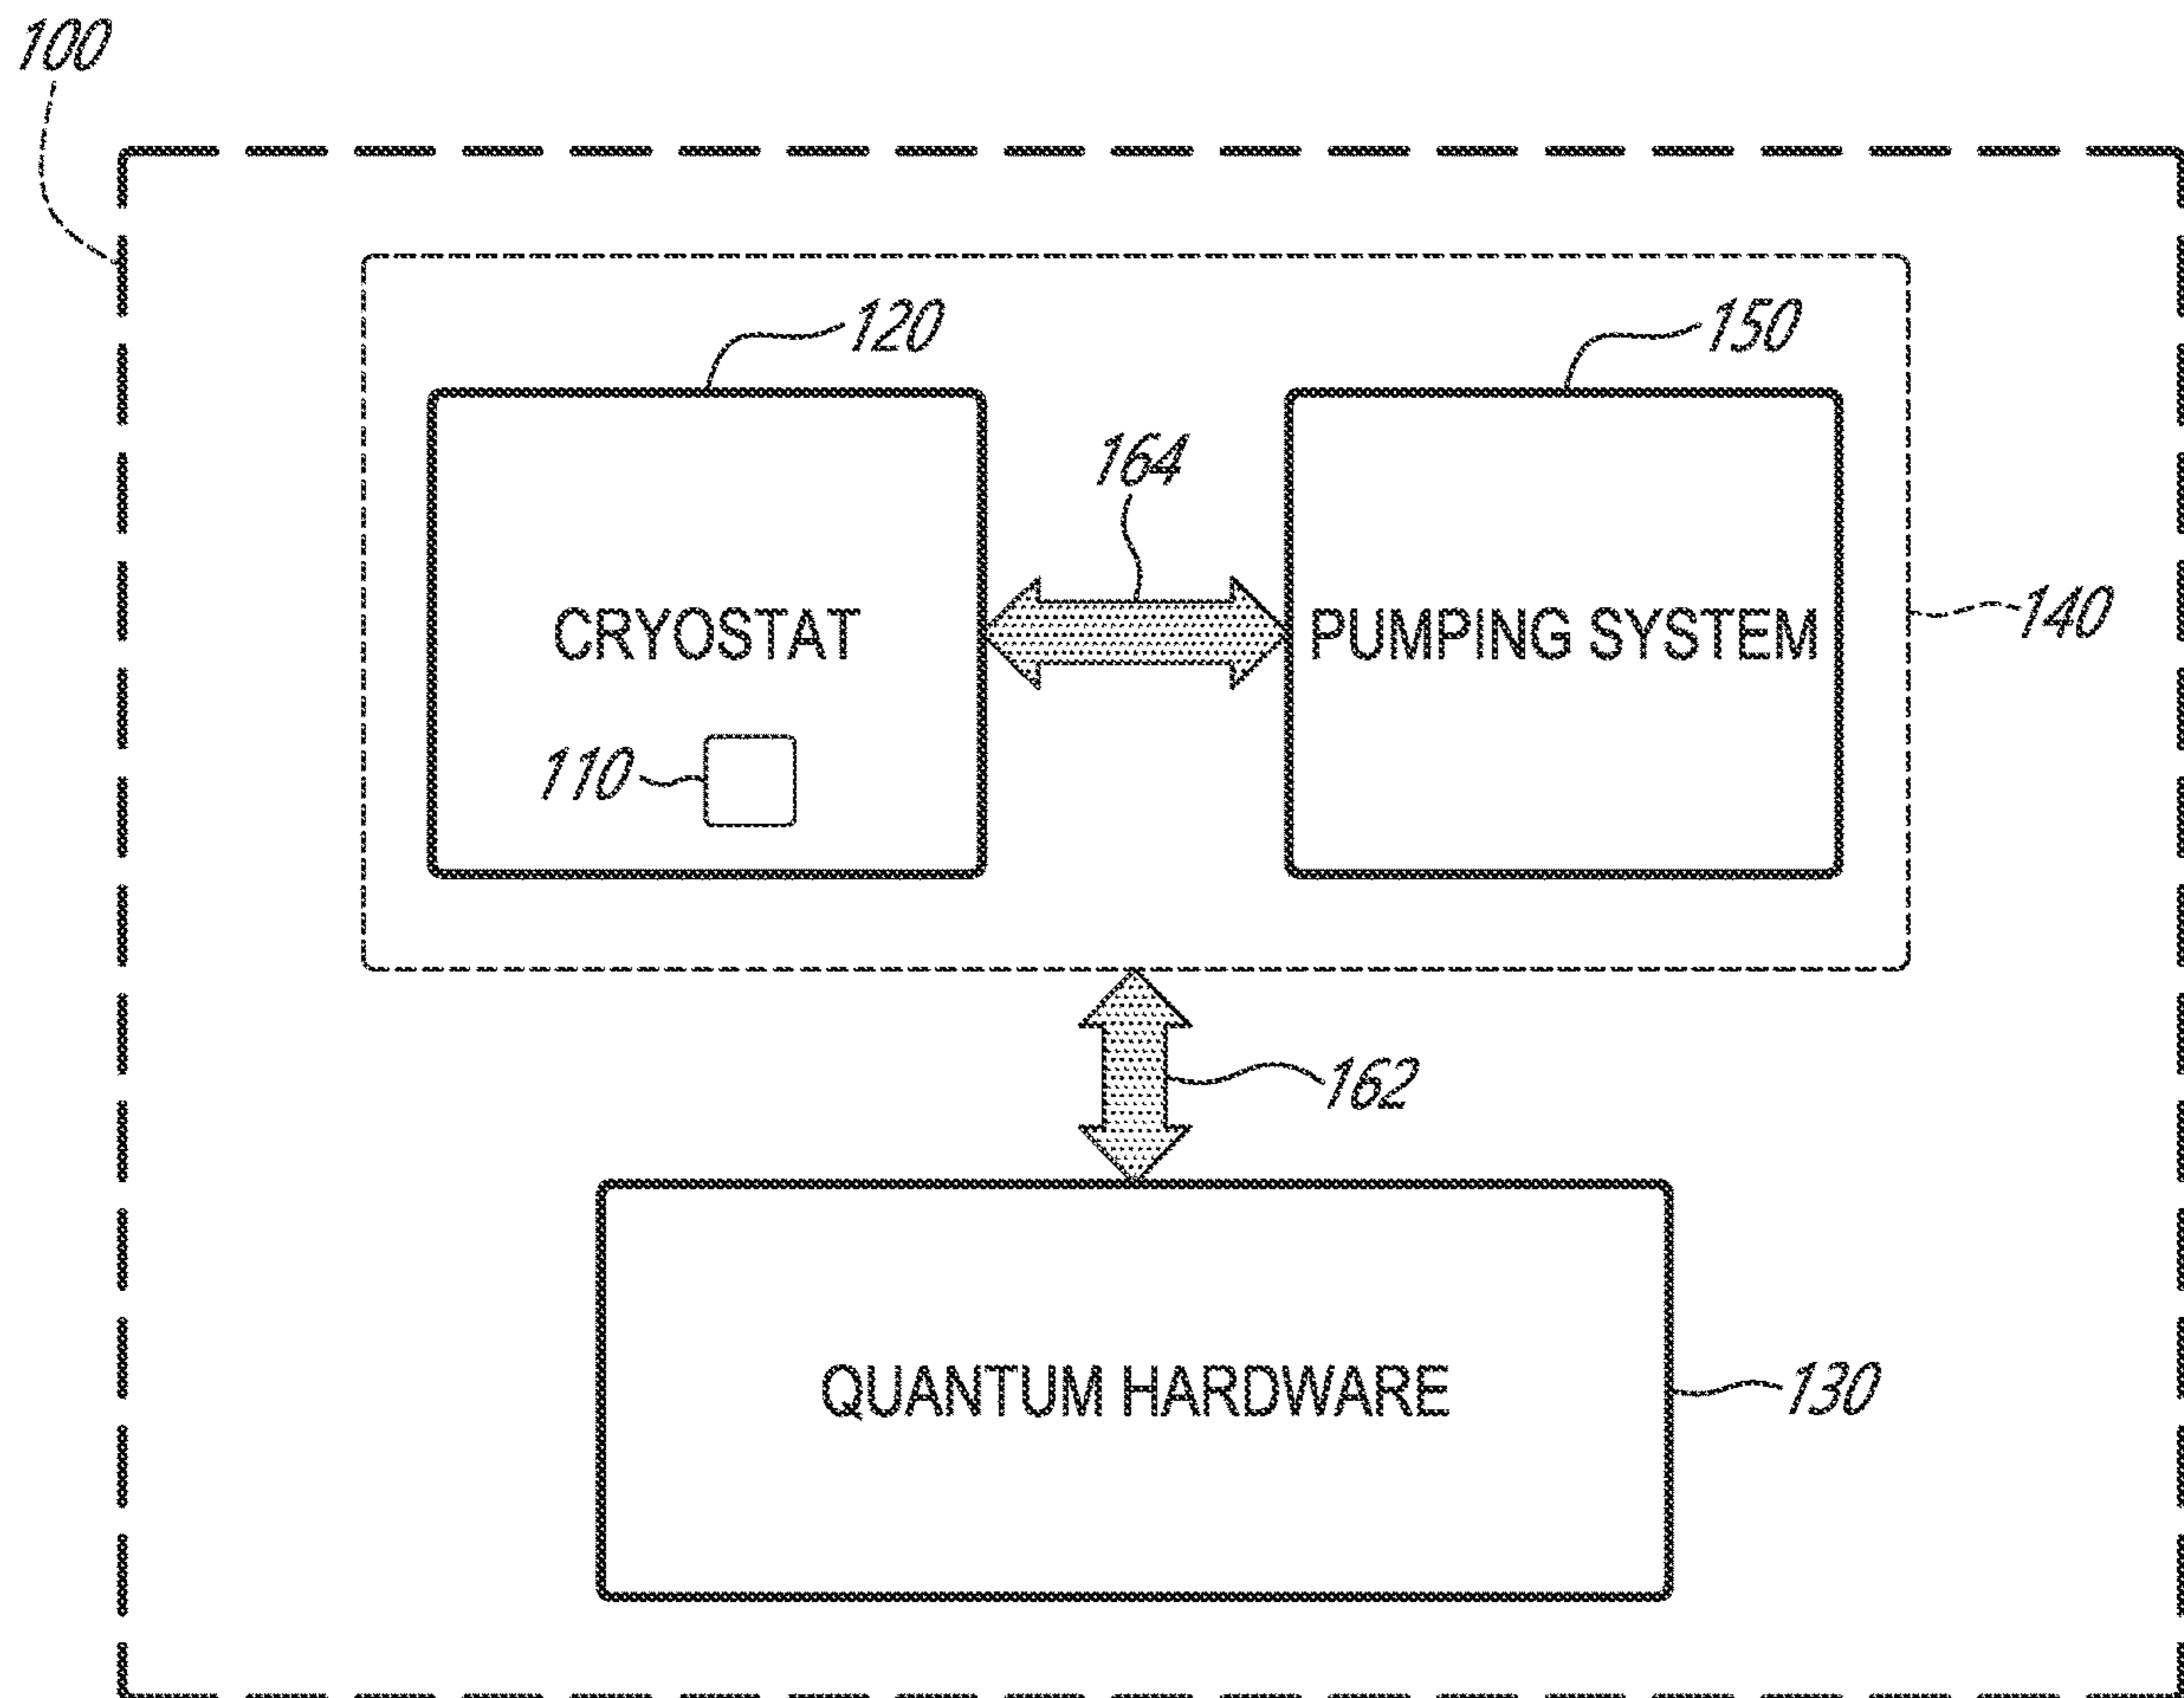 100
120
150
164
CRYOSTAT
PUMPING SYSTEM
140
110
162
QUANTUM HARDWARE
130